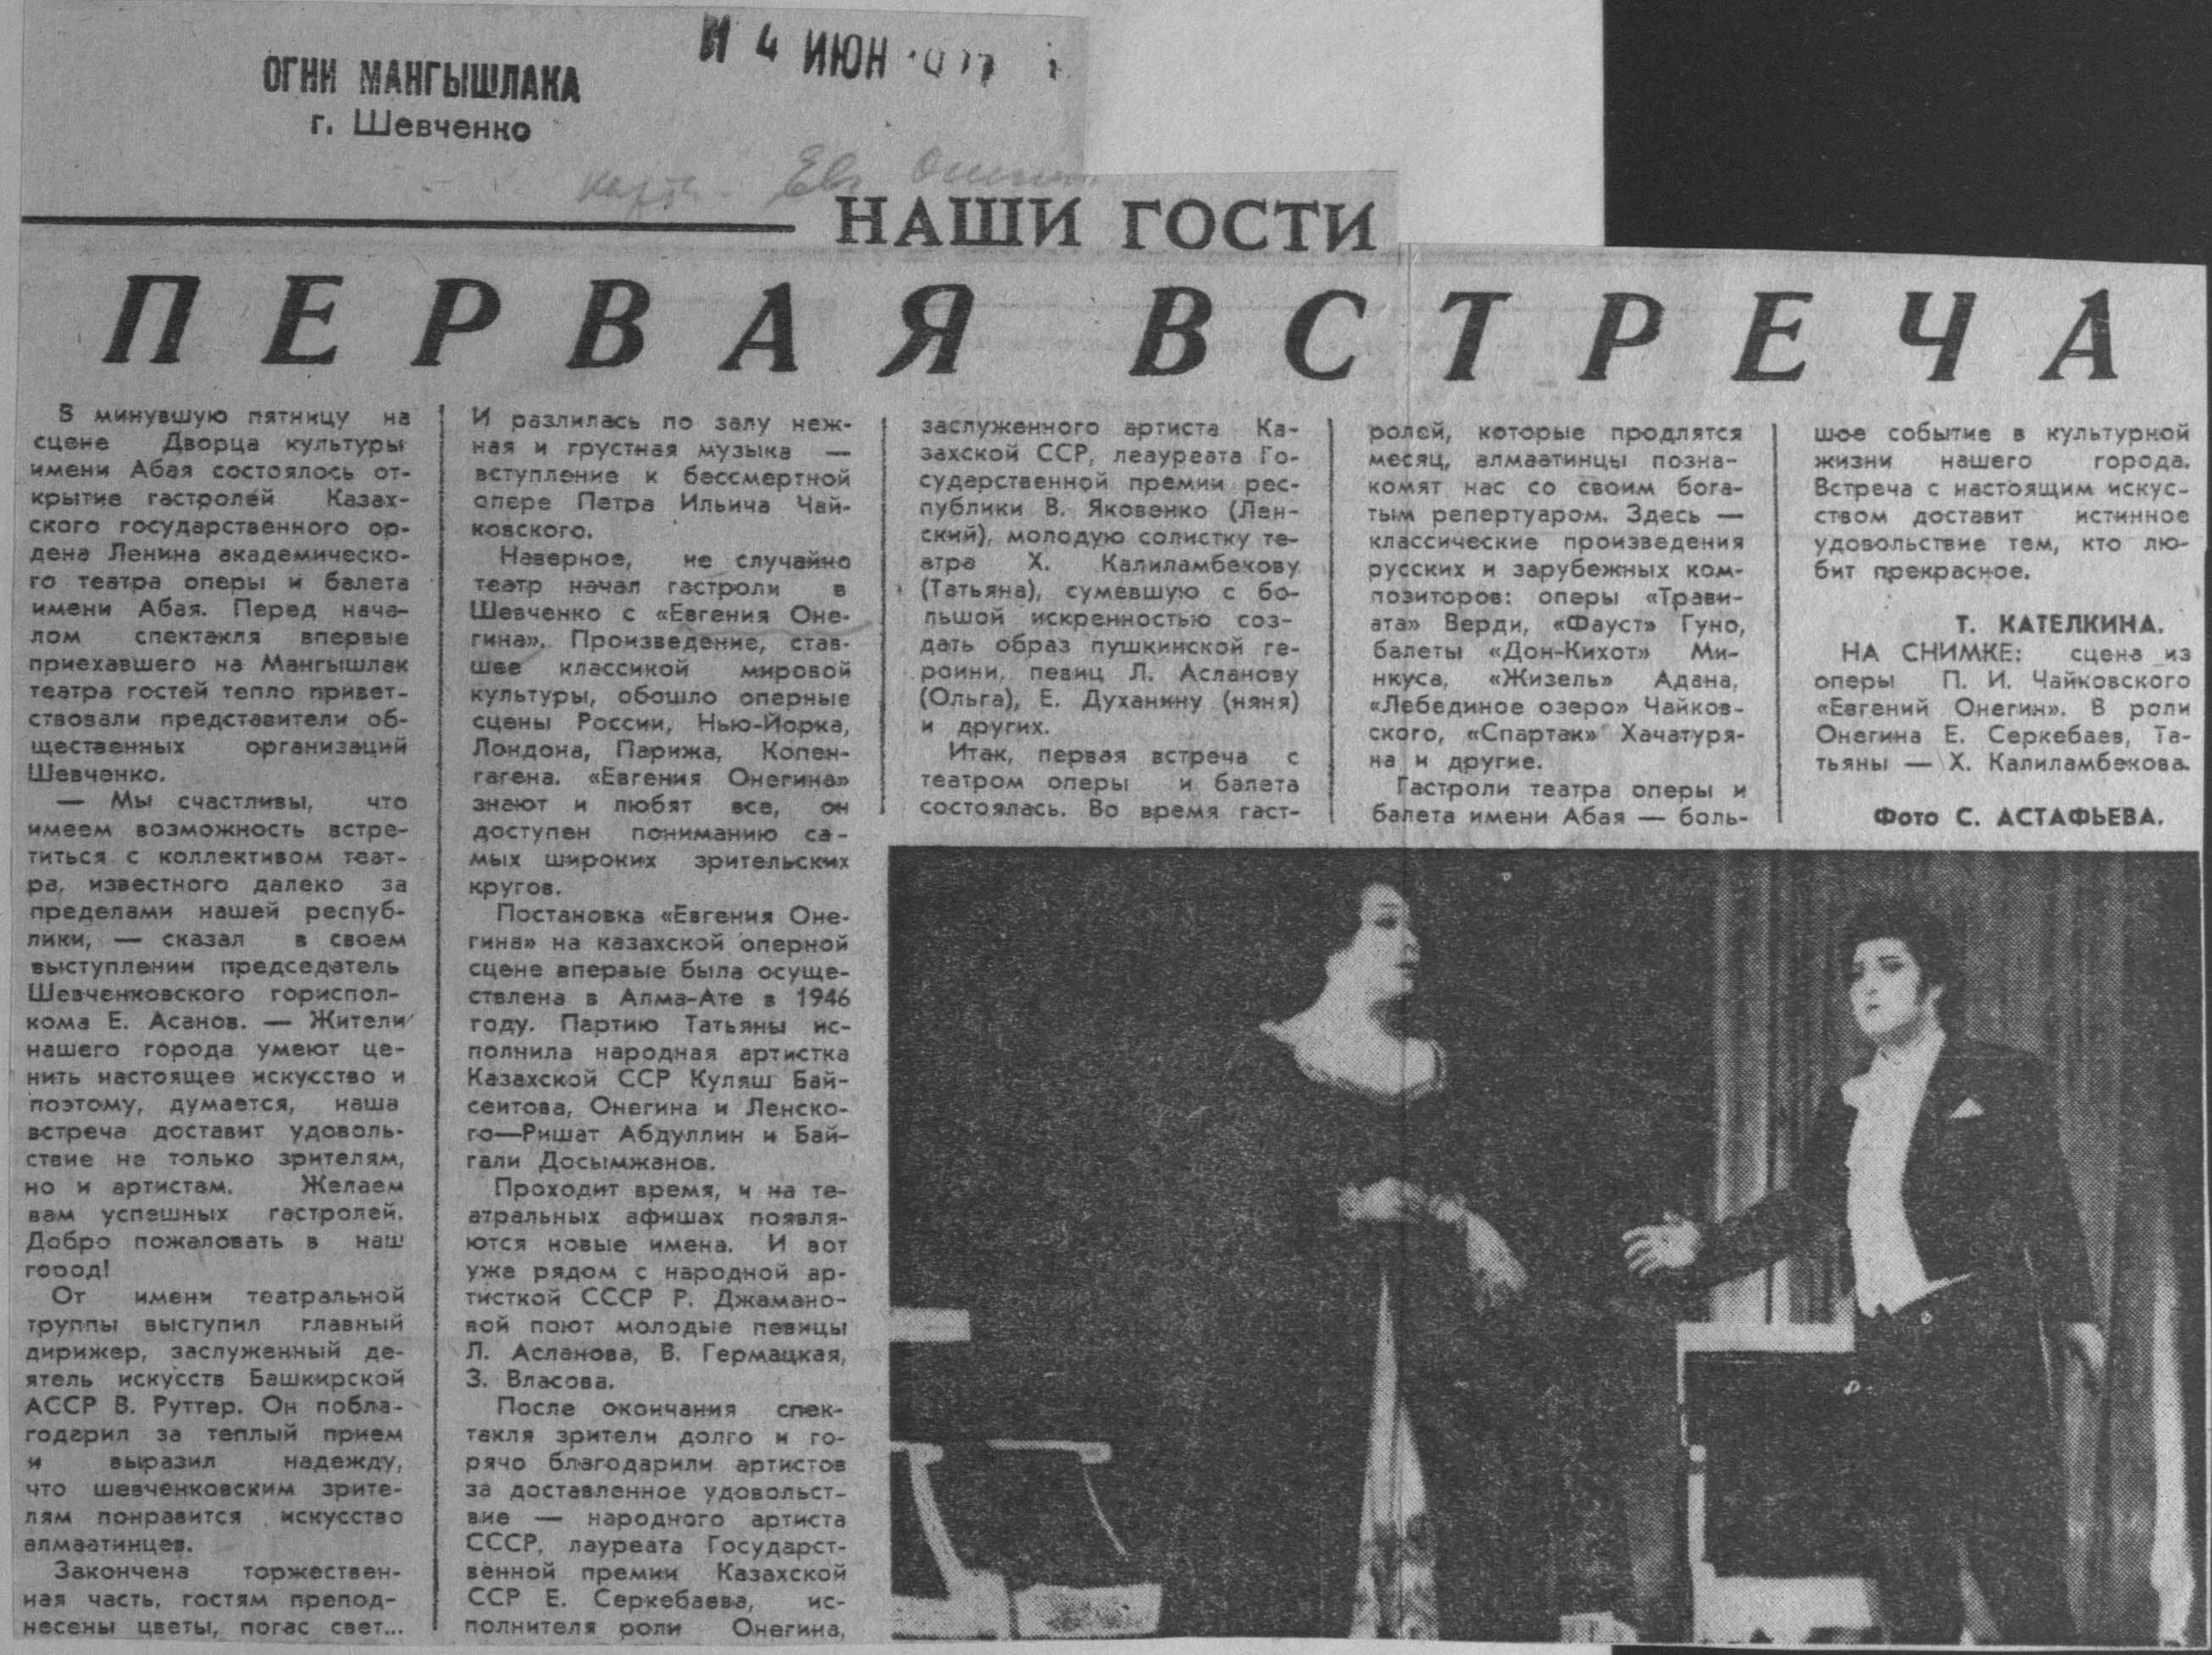 ОГНИ МАНГЫШЛАКА
г. Шевченко
4 ИЮН
Ев.
НАШИ ГОСТИ
ПЕРВАЯ ВСТРЕЧА
В минувшую пятницу на
сцене Дворца культуры
имени Абая состоялось от-
крытие гастролей Казах-
ского государственного ор-
дена Ленина академическо-
го театра оперы и балета
имени Абая. Перед нача-
лом спектакля впервые
приехавшего на Мангышлак
театра гостей тепло привет-
ствовали представители об-
щественных организаций
Шевченко.
— Мы счастливы, что
имеем возможность встре-
титься с коллективом теат-
ра, известного далеко за
пределами нашей респуб-
лики, — сказал в своем
выступлении председатель
Шевченковского гориспол-
кома Е. Асанов. — Жители
нашего города умеют це-
нить настоящее искусство и
поэтому, думается, наша
встреча доставит удоволь-
ствие не только зрителям,
но и артистам. Желаем
вам успешных гастролей.
Добро пожаловать в наш
город!
От имени театральной
труппы выступил главный
дирижер, заслуженный де-
ятель искусств Башкирской
АССР В. Руттер. Он побла-
годарил за теплый прием
и выразил надежду,
что шевченковским зрите-
лям понравится искусство
алмаатинцев.
Закончена торжествен-
ная часть, гостям препод-
несены цветы, погас свет...
И разлилась по залу неж-
ная и грустная музыка —
вступление к бессмертной
опере Петра Ильича Чай-
ковского.
Наверное, не случайно
театр начал гастроли в
Шевченко с «Евгения Оне-
гина». Произведение, став-
шее классикой мировой
культуры, обошло оперные
сцены России, Нью-Йорка,
Лондона, Парижа, Копен-
гагена. «Евгения Онегина»
знают и любят все, он
доступен пониманию са-
мых широких зрительских
кругов.
Постановка «Евгения Оне-
гина» на казахской оперной
сцене впервые была осуще-
ствлена в Алма-Ате в 1946
году. Партию Татьяны ис-
полнила народная артистка
Казахской ССР Куляш Бай-
сеитова, Онегина и Ленско-
го—Ришат Абдуллин и Бай-
гали Досымжанов.
Проходит время, и на те-
атральных афишах появля-
ются новые имена. И вот
уже рядом с народной ар-
тисткой СССР Р. Джамано-
вой поют молодые певицы
Л. Асланова, В. Гермацкая,
З. Власова.
После окончания спек-
такля зрители долго и го-
рячо благодарили артистов
за доставленное удовольст-
вие — народного артиста
СССР, лауреата Государст-
венной премии Казахской
ССР Е. Серкебаева, ис-
полнителя роли Онегина,
заслуженного артиста Ка-
захской ССР, леауреата Го-
сударственной премии рес-
публики В. Яковенко (Лен-
ский), молодую солистку те-
атра Х. Калиламбекову
(Татьяна), сумевшую с бо-
льшой искренностью соз-
дать образ пушкинской ге-
роини, певиц Л. Асланову
(Ольга), Е. Духанину (няня)
и других.
Итак, первая встреча с
театром оперы и балета
состоялась. Во время гаст-
ролей, которые продлятся
месяц, алмаатинцы позна-
комят нас со своим бога-
тым репертуаром. Здесь —
классические произведения
русских и зарубежных ком-
позиторов: оперы «Трави-
ата» Верди, «Фауст» Гуно,
балеты «Дон-Кихот» Ми-
нкуса, «Жизель» Адана,
«Лебединое озеро» Чайков-
ского, «Спартак» Хачатуря-
на и другие.
Гастроли театра оперы и
балета имени Абая — боль-
шое событие в культурной
жизни нашего города.
Встреча с настоящим искус-
ством доставит истинное
удовольствие тем, кто лю-
бит прекрасное.
Т. КАТЕЛКИНА.
НА СНИМКЕ: сцена из
оперы П. И. Чайковского
«Евгений Онегин». В роли
Онегина Е. Серкебаев, Та-
тьяны — Х. Калиламбекова.
Фото С. АСТАФЬЕВА.